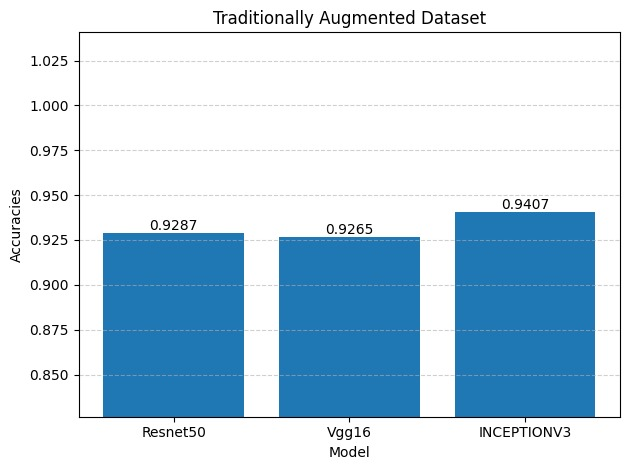 Traditionally Augmented Dataset
1.025
1.000
0.975
0.950
0.925
0.900
0.875
0.850
Accuracies
0.9287
0.9265
0.9407
Resnet50
Vgg16
INCEPTIONV3
Model